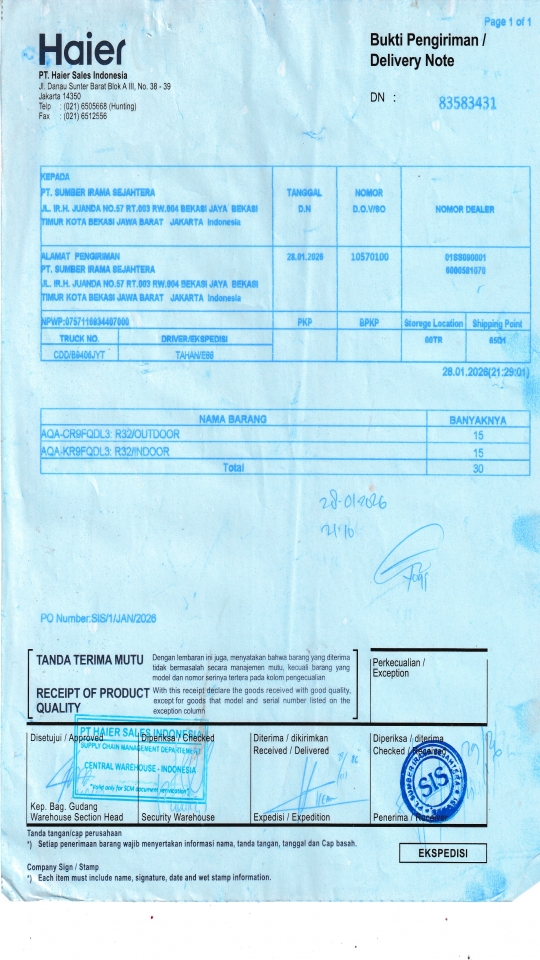 Page 1 of 1
Haier
Bukti Pengiriman /
Delivery Note
PT. Haier Sales Indonesia
Jl. Danau Sunter Barat Blok A III, No. 38 - 39
Jakarta 14350
Telp : (021) 6505668 (Hunting)
Fax : (021) 6512556
DN : 83583431
KEPADA
PT. SUMBER IRAMA SEJAHTERA
JL. IR.H. JUANDA NO.57 RT.003 RW.004 BEKASI JAYA BEKASI
TIMUR KOTA BEKASI JAWA BARAT JAKARTA Indonesia
TANGGAL
D.N
NOMOR
D.O.V/SO
NOMOR DEALER
ALAMAT PENGIRIMAN
PT. SUMBER IRAMA SEJAHTERA
JL. IR.H. JUANDA NO.57 RT.003 RW.004 BEKASI JAYA BEKASI
TIMUR KOTA BEKASI JAWA BARAT JAKARTA Indonesia
28.01.2026
10570100
NPWP:
PKP
BPKP
Storege Location
Shipping Point
TRUCK NO.
DRIVER/EKSPEDISI
CDD/B9406JYT
TAHAN/E66
28.01.2026(21:29:01)
NAMA BARANG
BANYAKNYA
AQA-CR9FQDL3: R32/OUTDOOR
15
AQA-KR9FQDL3: R32/INDOOR
15
Total
30
28-01-2026
21:10
PO Number:SIS/1/JAN/2026
TANDA TERIMA MUTU
Dengan lembaran ini juga, menyatakan bahwa barang yang diterima
tidak bermasalah secara manajemen mutu, kecuali barang yang
model dan nomor serinya tertera pada kolom pengecualian
RECEIPT OF PRODUCT
QUALITY
With this receipt declare the goods received with good quality,
except for goods that model and serial number listed on the
exception column
Perkecualian /
Exception
Disetujui / Approved
Diperiksa / Checked
Diterima / dikirimkan
Received / Delivered
Diperiksa / diterima
Checked / Received
PT HAIER SALES INDONESIA
SUPPLY CHAIN MANAGEMENT DEPARTEMENT
CENTRAL WAREHOUSE - INDONESIA
SIS
Kep. Bag. Gudang
Warehouse Section Head
Security Warehouse
Expedisi / Expedition
Penerima / Receiver
Tanda tangan/cap perusahaan
*) Setiap penerimaan barang wajib menyertakan informasi nama, tanda tangan, tanggal dan Cap basah.
EKSPEDISI
Company Sign / Stamp
*) Each item must include name, signature, date and wet stamp information.